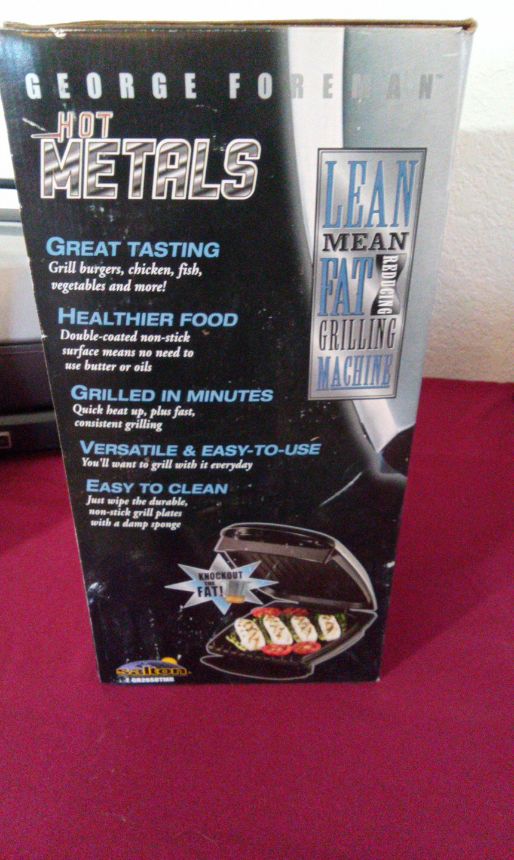 GEORGE FOREMAN™
HOT
METALS
LEAN
MEAN
FAT
REDUCING
GRILLING
MACHINE
GREAT TASTING
Grill burgers, chicken, fish,
vegetables and more!
HEALTHIER FOOD
Double-coated non-stick
surface means no need to
use butter or oils
GRILLED IN MINUTES
Quick heat up, plus fast,
consistent grilling
VERSATILE & EASY-TO-USE
You'll want to grill with it everyday
EASY TO CLEAN
Just wipe the durable,
non-stick grill plates
with a damp sponge
KNOCKOUT
THE
FAT!
salton